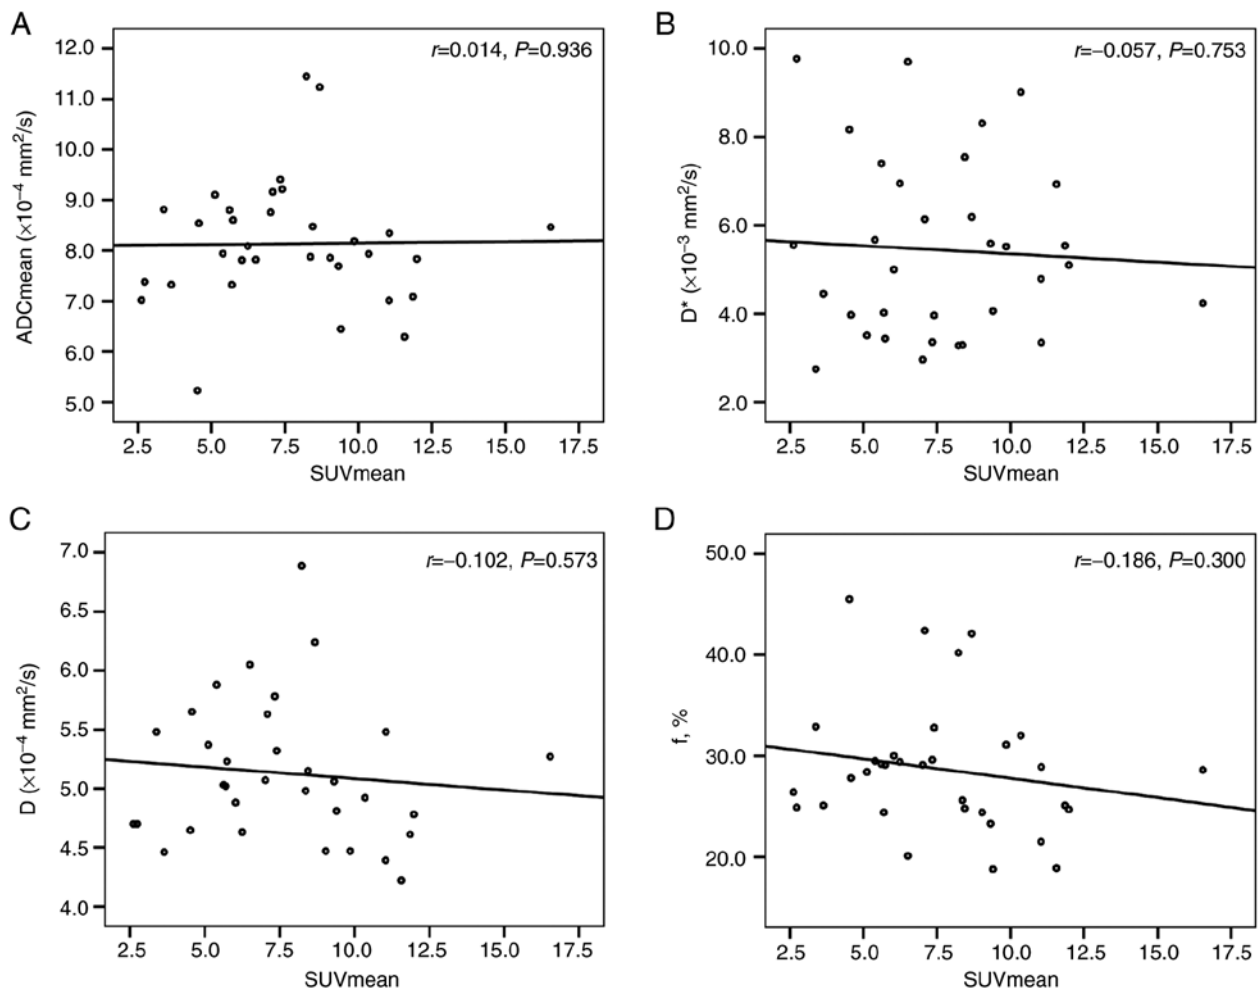 A
r=0.014, P=0.936
12.0
11.0
10.0
9.0
8.0
7.0
6.0
5.0
ADCmean (×10⁻⁴ mm²/s)
2.5 5.0 7.5 10.0 12.5 15.0 17.5
SUVmean
B
r=−0.057, P=0.753
10.0
8.0
6.0
4.0
2.0
D* (×10⁻³ mm²/s)
2.5 5.0 7.5 10.0 12.5 15.0 17.5
SUVmean
C
r=−0.102, P=0.573
7.0
6.5
6.0
5.5
5.0
4.5
4.0
D (×10⁻⁴ mm²/s)
2.5 5.0 7.5 10.0 12.5 15.0 17.5
SUVmean
D
r=−0.186, P=0.300
50.0
40.0
30.0
20.0
f, %
2.5 5.0 7.5 10.0 12.5 15.0 17.5
SUVmean